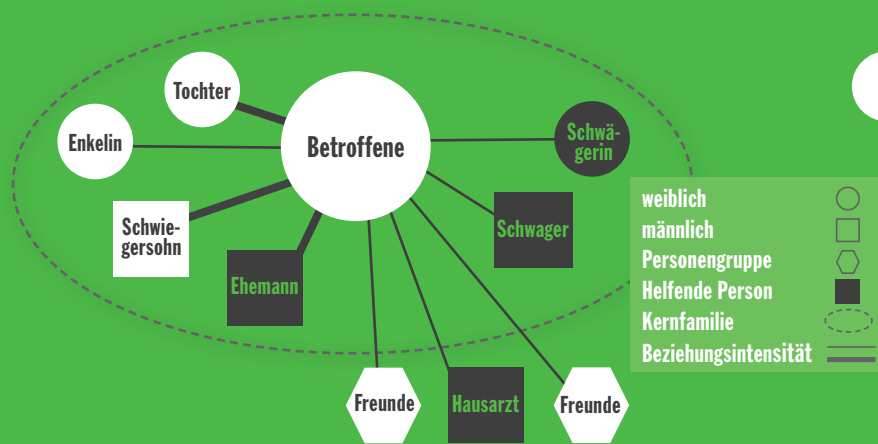 Tochter
Enkelin
Betroffene
Schwä-
gerin
Schwie-
gersohn
Schwager
Ehemann
weiblich
männlich
Personengruppe
Helfende Person
Kernfamilie
Beziehungsintensität
Freunde
Hausarzt
Freunde